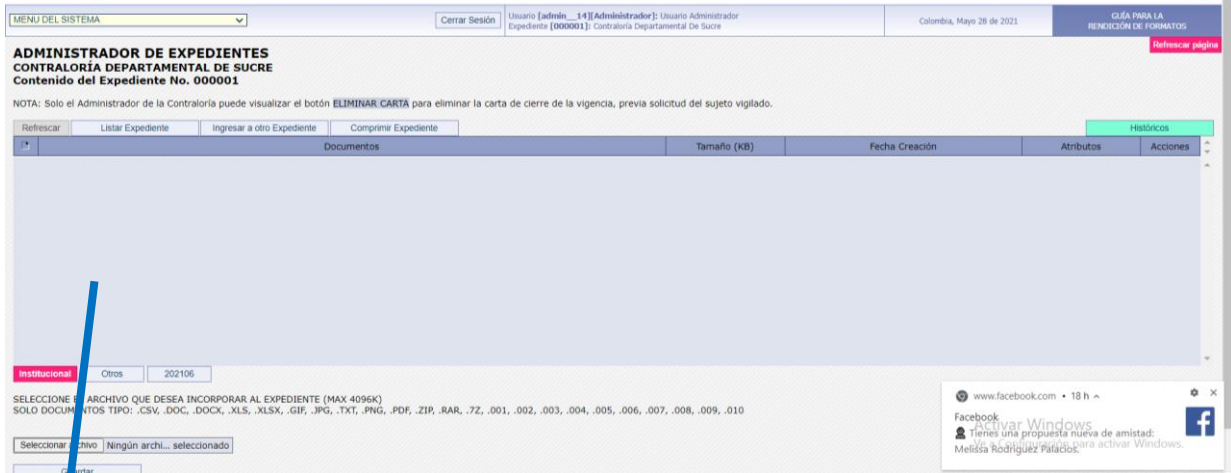 MENU DEL SISTEMA
Cerrar Sesión
Usuario [admin__14][Administrador]: Usuario Administrador
Expediente [000001]: Contraloría Departamental De Sucre
Colombia, Mayo 28 de 2021
GUÍA PARA LA
RENDICIÓN DE FORMATOS
Refrescar página
ADMINISTRADOR DE EXPEDIENTES
CONTRALORÍA DEPARTAMENTAL DE SUCRE
Contenido del Expediente No. 000001
NOTA: Solo el Administrador de la Contraloría puede visualizar el botón ELIMINAR CARTA para eliminar la carta de cierre de la vigencia, previa solicitud del sujeto vigilado.
Refrescar Listar Expediente Ingresar a otro Expediente Comprimir Expediente Históricos
Documentos Tamaño (KB) Fecha Creación Atributos Acciones
Institucional Otros 202106
SELECCIONE EL ARCHIVO QUE DESEA INCORPORAR AL EXPEDIENTE (MAX 4096K)
SOLO DOCUMENTOS TIPO: .CSV, .DOC, .DOCX, .XLS, .XLSX, .GIF, .JPG, .TXT, .PNG, .PDF, .ZIP, .RAR, .7Z, .001, .002, .003, .004, .005, .006, .007, .008, .009, .010
Seleccionar archivo Ningún archi... seleccionado
Guardar
www.facebook.com • 18 h
Facebook
Activar Windows
Tienes una propuesta nueva de amistad:
Melissa Rodríguez Palacios.
Ve a Configuración para activar Windows.